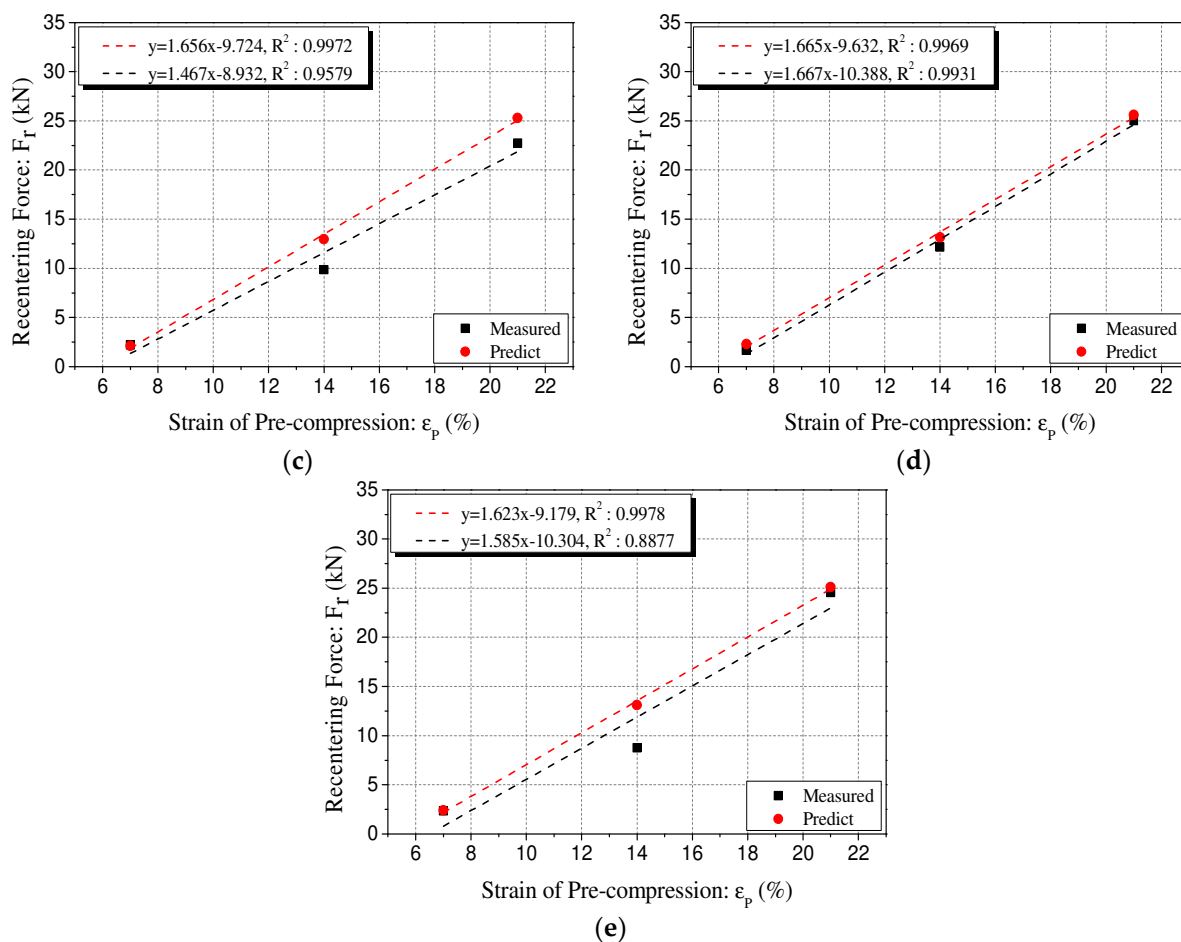 y=1.656x-9.724, R² : 0.9972
y=1.467x-8.932, R² : 0.9579
35
30
25
20
15
10
5
0
Recentering Force: Fr (kN)
Measured
Predict
6 8 10 12 14 16 18 20 22
Strain of Pre-compression: εP (%)
(c)
y=1.665x-9.632, R² : 0.9969
y=1.667x-10.388, R² : 0.9931
35
30
25
20
15
10
5
0
Recentering Force: Fr (kN)
Measured
Predict
6 8 10 12 14 16 18 20 22
Strain of Pre-compression: εP (%)
(d)
y=1.623x-9.179, R² : 0.9978
y=1.585x-10.304, R² : 0.8877
35
30
25
20
15
10
5
0
Recentering Force: Fr (kN)
Measured
Predict
6 8 10 12 14 16 18 20 22
Strain of Pre-compression: εP (%)
(e)